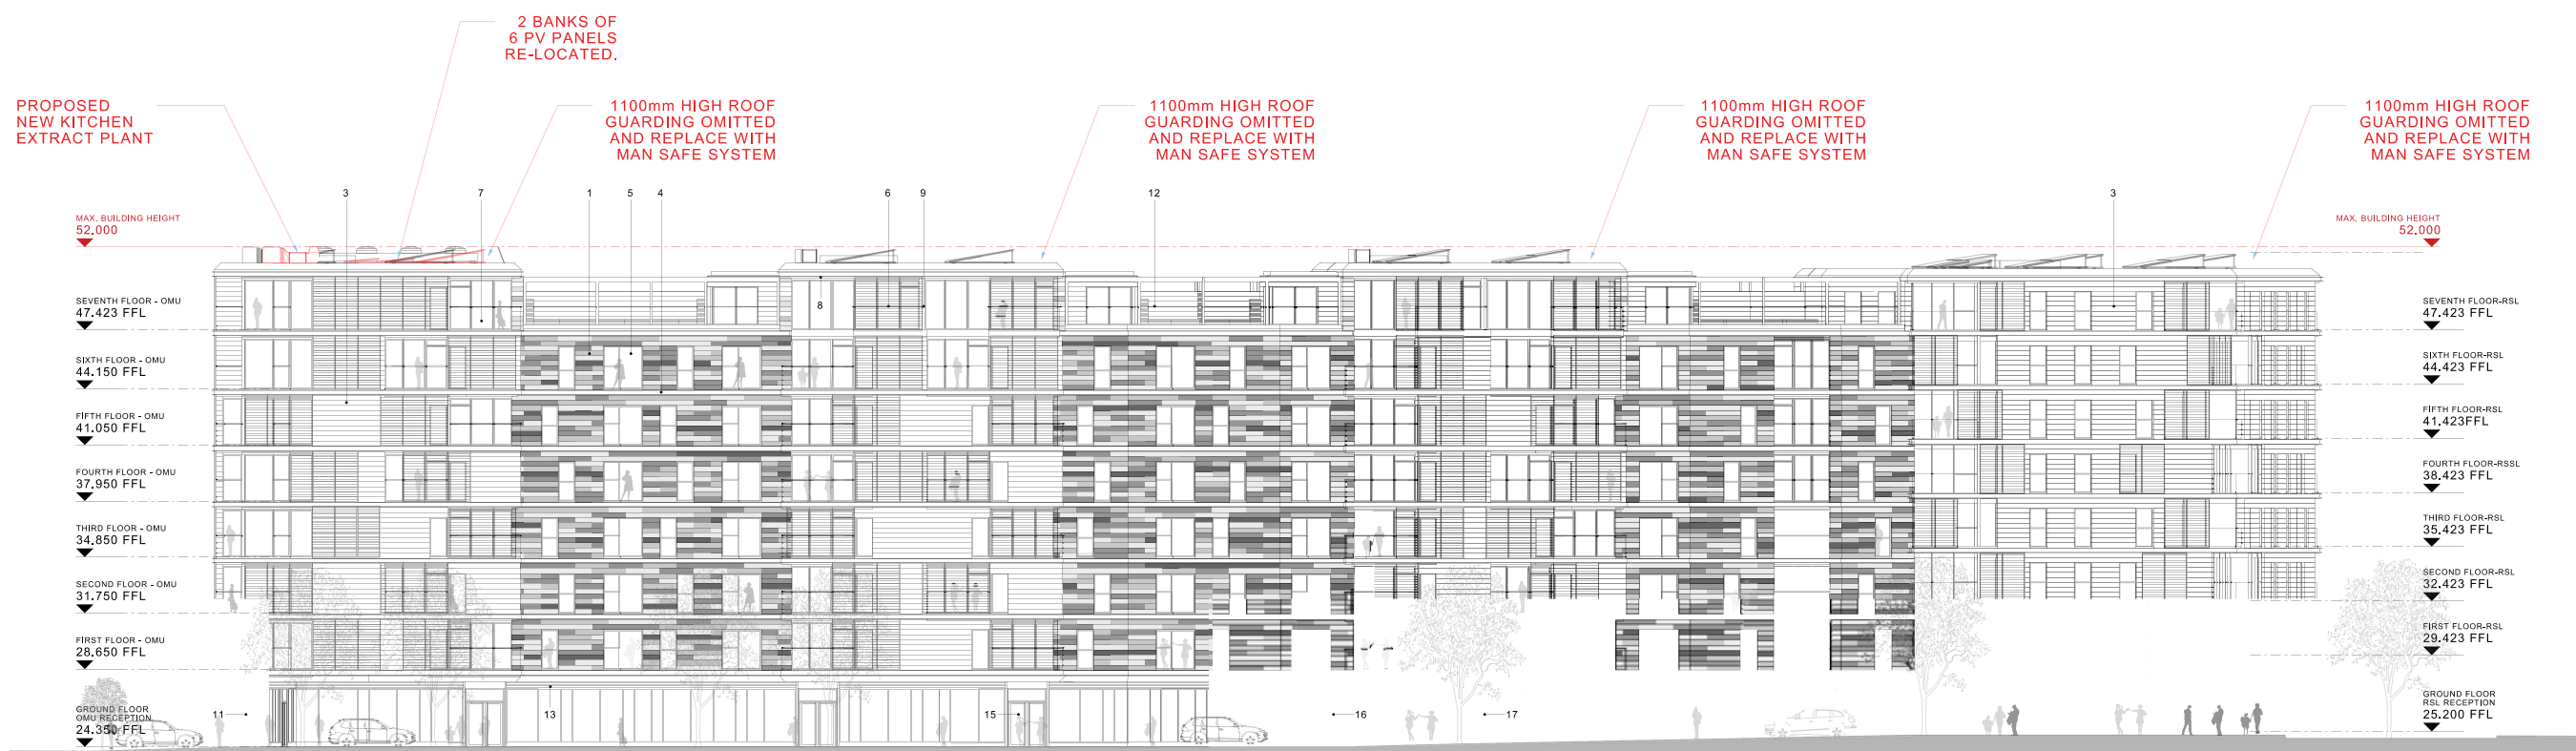 2 BANKS OF
6 PV PANELS
RE-LOCATED.
PROPOSED
NEW KITCHEN
EXTRACT PLANT
1100mm HIGH ROOF
GUARDING OMITTED
AND REPLACE WITH
MAN SAFE SYSTEM
1100mm HIGH ROOF
GUARDING OMITTED
AND REPLACE WITH
MAN SAFE SYSTEM
1100mm HIGH ROOF
GUARDING OMITTED
AND REPLACE WITH
MAN SAFE SYSTEM
1100mm HIGH ROOF
GUARDING OMITTED
AND REPLACE WITH
MAN SAFE SYSTEM
3
7
1
5
4
6
9
12
3
MAX. BUILDING HEIGHT
52.000
MAX. BUILDING HEIGHT
52.000
8
SEVENTH FLOOR - OMU
47.423 FFL
SIXTH FLOOR - OMU
44.150 FFL
FIFTH FLOOR - OMU
41.050 FFL
FOURTH FLOOR - OMU
37.950 FFL
THIRD FLOOR - OMU
34.850 FFL
SECOND FLOOR - OMU
31.750 FFL
FIRST FLOOR - OMU
28.650 FFL
GROUND FLOOR
OMU RECEPTION
24.350 FFL
SEVENTH FLOOR-RSL
47.423 FFL
SIXTH FLOOR-RSL
44.423 FFL
FIFTH FLOOR-RSL
41.423FFL
FOURTH FLOOR-RSSL
38.423 FFL
THIRD FLOOR-RSL
35.423 FFL
SECOND FLOOR-RSL
32.423 FFL
FIRST FLOOR-RSL
29.423 FFL
GROUND FLOOR
RSL RECEPTION
25.200 FFL
11
13
15
16
17